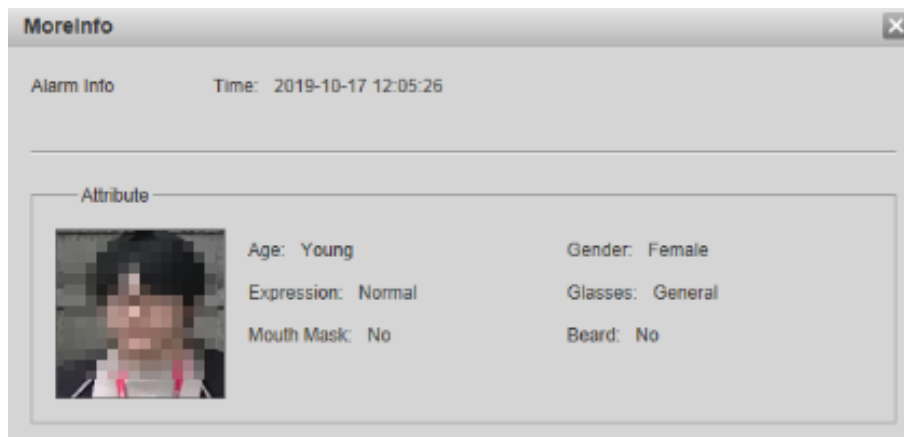 MoreInfo
Alarm Info Time: 2019-10-17 12:05:26
Attribute
Age: Young Gender: Female
Expression: Normal Glasses: General
Mouth Mask: No Beard: No